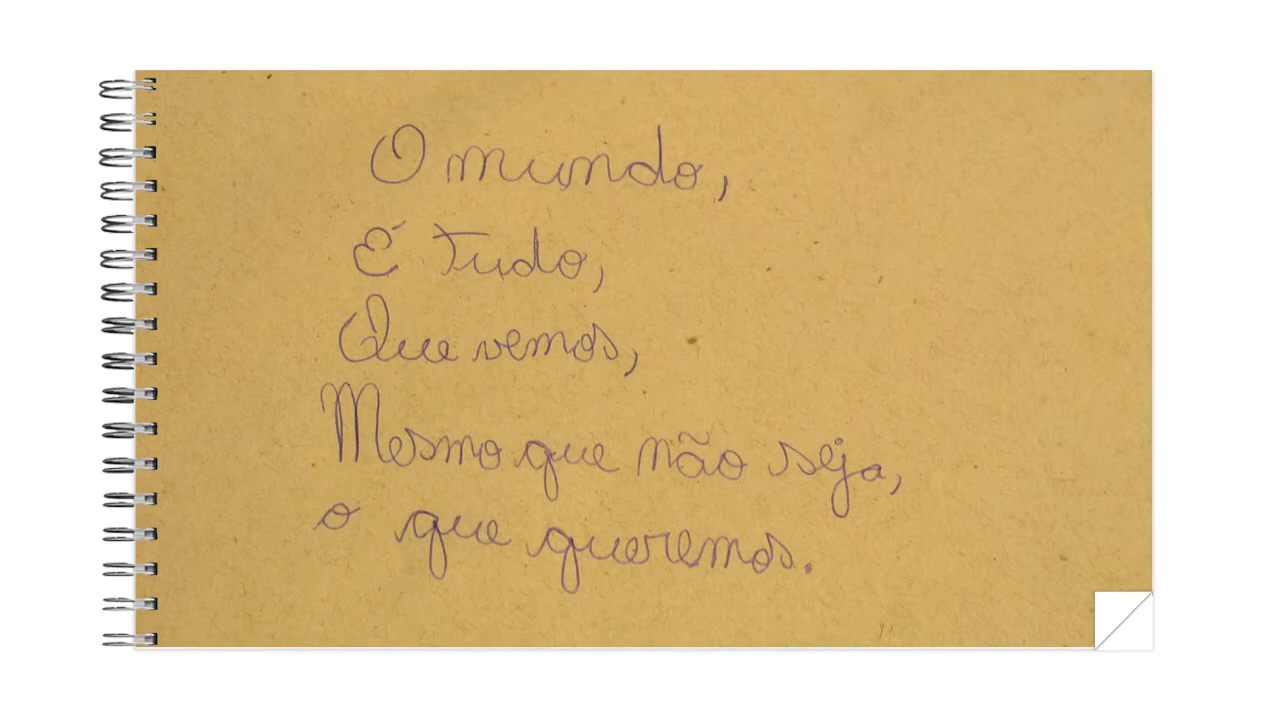 O mundo,
É tudo,
Que vemos,
Mesmo que não seja,
o que queremos.